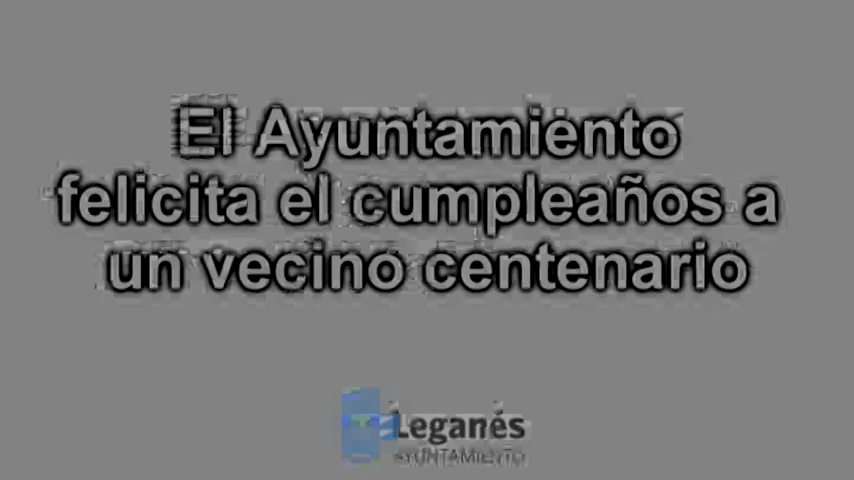 El Ayuntamiento
felicita el cumpleaños a
un vecino centenario
Leganés
AYUNTAMIENTO